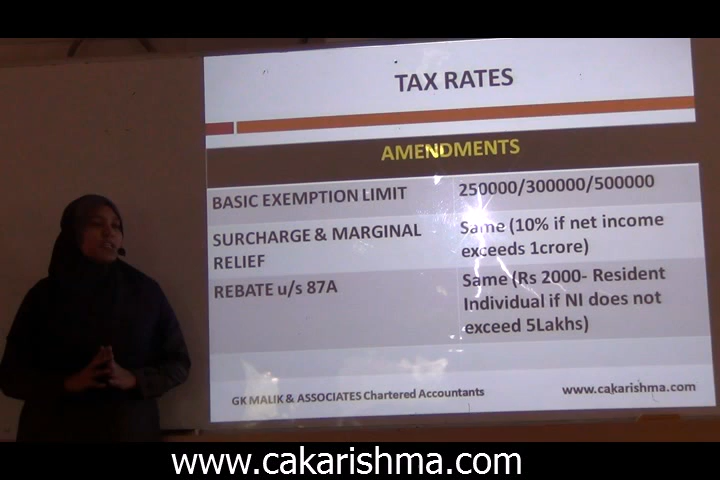 TAX RATES
AMENDMENTS
BASIC EXEMPTION LIMIT 250000/300000/500000
SURCHARGE & MARGINAL Same (10% if net income
RELIEF exceeds 1crore)
REBATE u/s 87A Same (Rs 2000- Resident
Individual if NI does not
exceed 5Lakhs)
GK MALIK & ASSOCIATES Chartered Accountants www.cakarishma.com
www.cakarishma.com